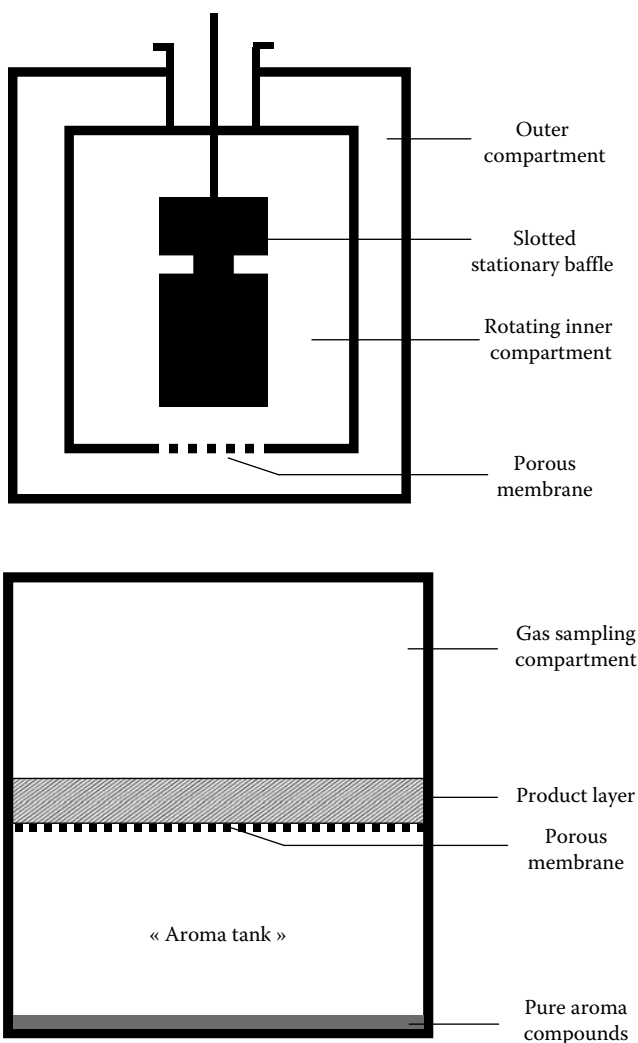 Outer
compartment
Slotted
stationary baffle
Rotating inner
compartment
Porous
membrane
Gas sampling
compartment
Product layer
Porous
membrane
« Aroma tank »
Pure aroma
compounds